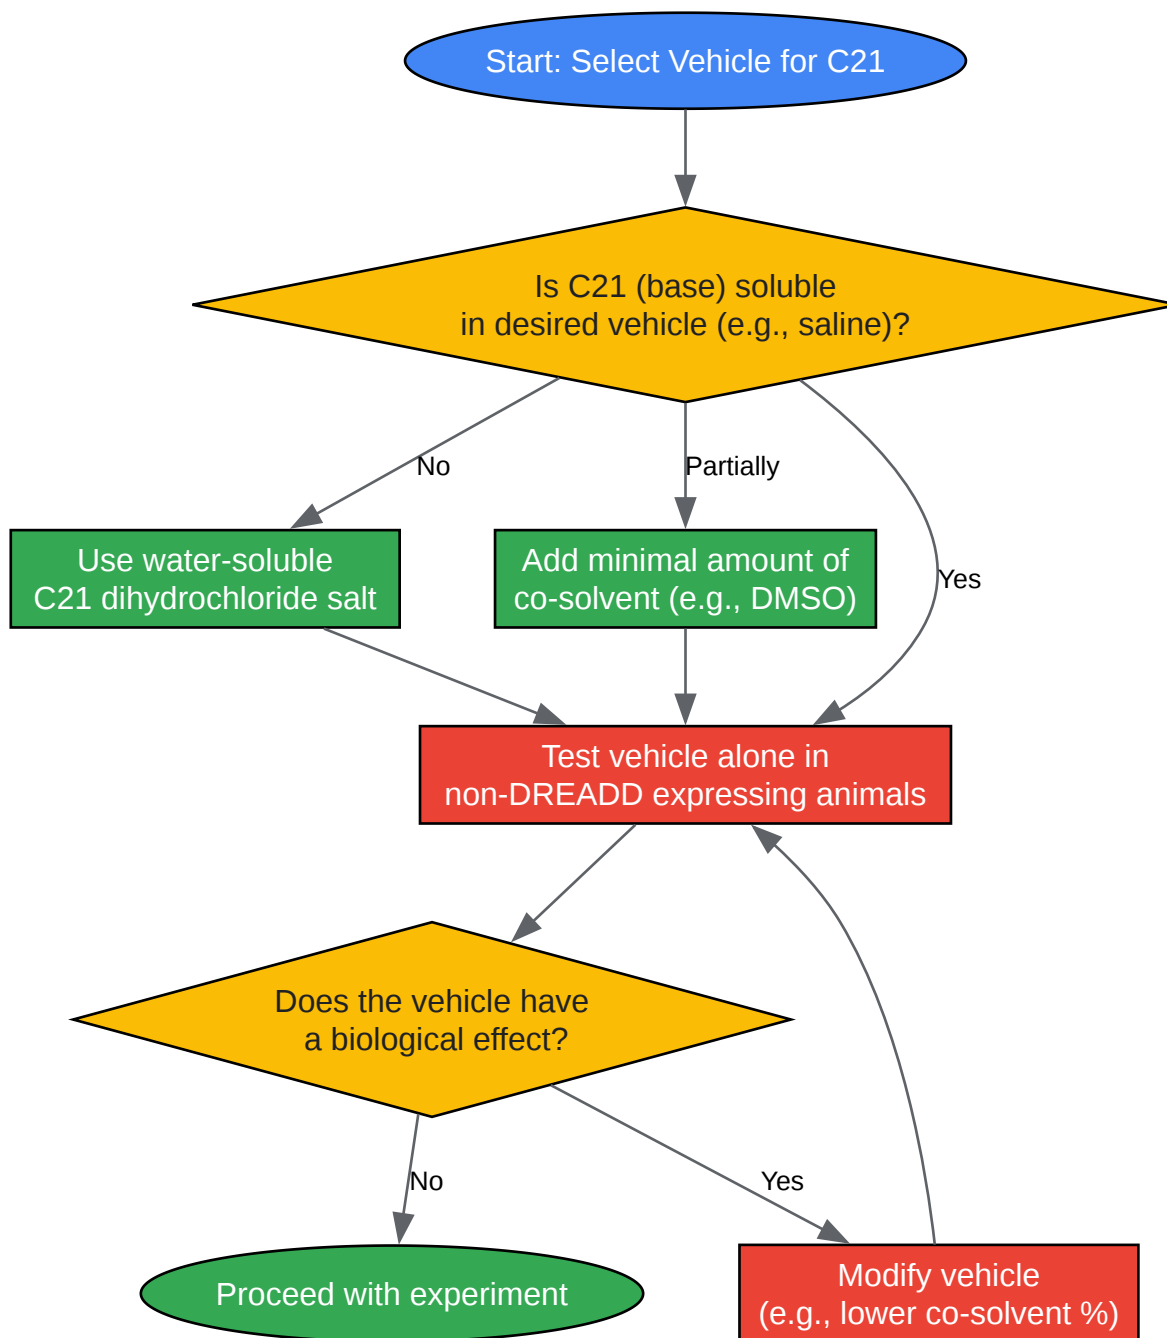 Start: Select Vehicle for C21
Is C21 (base) soluble
in desired vehicle (e.g., saline)?
No
Partially
Yes
Use water-soluble
C21 dihydrochloride salt
Add minimal amount of
co-solvent (e.g., DMSO)
Test vehicle alone in
non-DREADD expressing animals
Does the vehicle have
a biological effect?
No
Yes
Proceed with experiment
Modify vehicle
(e.g., lower co-solvent %)